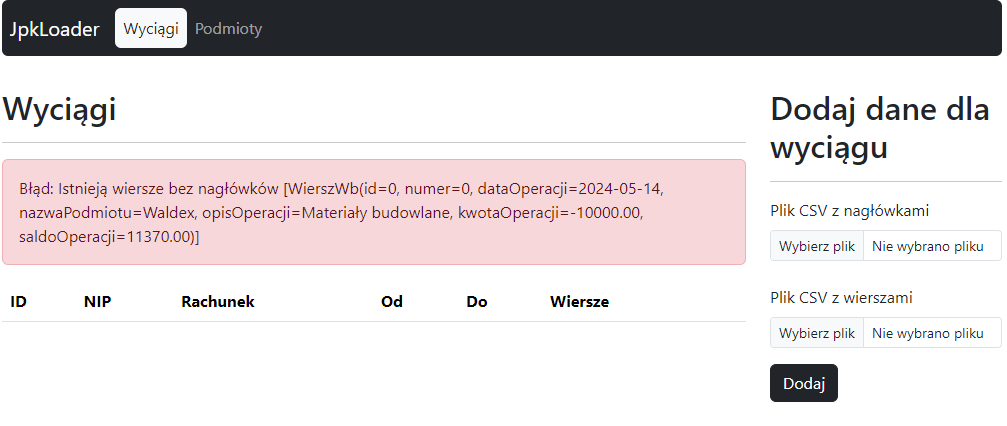 JpkLoader Wyciągi Podmioty
Wyciągi
Błąd: Istnieją wiersze bez nagłówków [WierszWb(id=0, numer=0, dataOperacji=2024-05-14,
nazwaPodmiotu=Waldex, opisOperacji=Materiały budowlane, kwotaOperacji=-10000.00,
saldoOperacji=11370.00)]
ID NIP Rachunek Od Do Wiersze
Dodaj dane dla
wyciągu
Plik CSV z nagłówkami
Wybierz plik Nie wybrano pliku
Plik CSV z wierszami
Wybierz plik Nie wybrano pliku
Dodaj